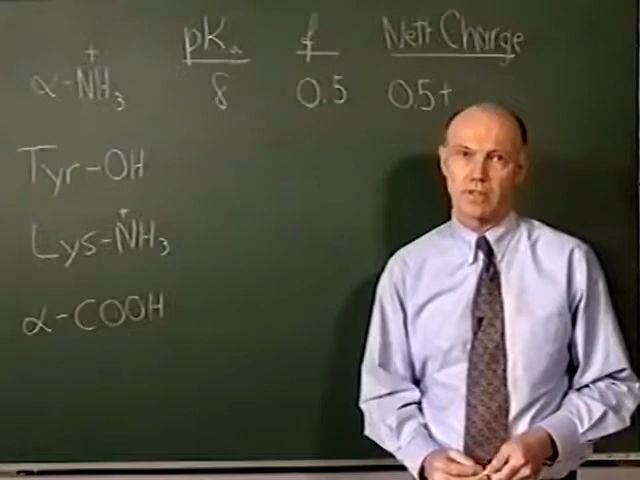 pKₐ f Nett Charge
α-NH₃⁺ 8 0.5 0.5+
Tyr-OH
Lys-NH₃⁺
α-COOH